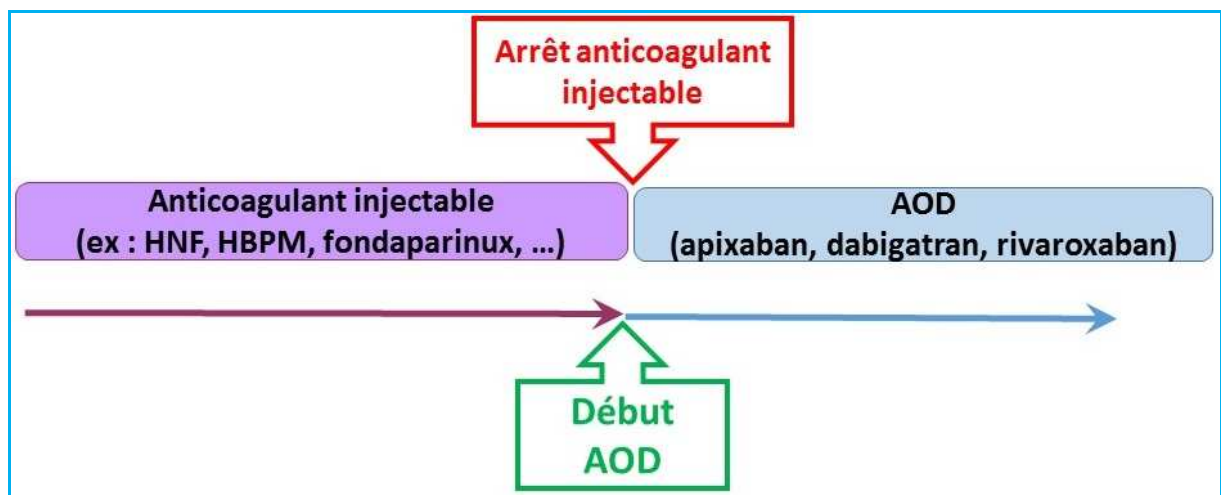 Arrêt anticoagulant
injectable
Anticoagulant injectable
(ex : HNF, HBPM, fondaparinux, ...)
AOD
(apixaban, dabigatran, rivaroxaban)
Début
AOD